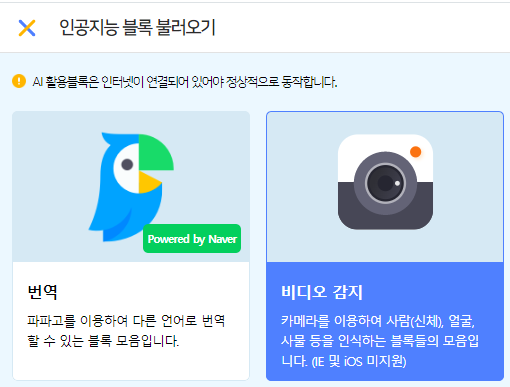 인공지능 블록 불러오기
AI 활용블록은 인터넷이 연결되어 있어야 정상적으로 동작합니다.
Powered by Naver
번역
파파고를 이용하여 다른 언어로 번역
할 수 있는 블록 모음입니다.
비디오 감지
카메라를 이용하여 사람(신체), 얼굴,
사물 등을 인식하는 블록들의 모음입
니다. (IE 및 iOS 미지원)